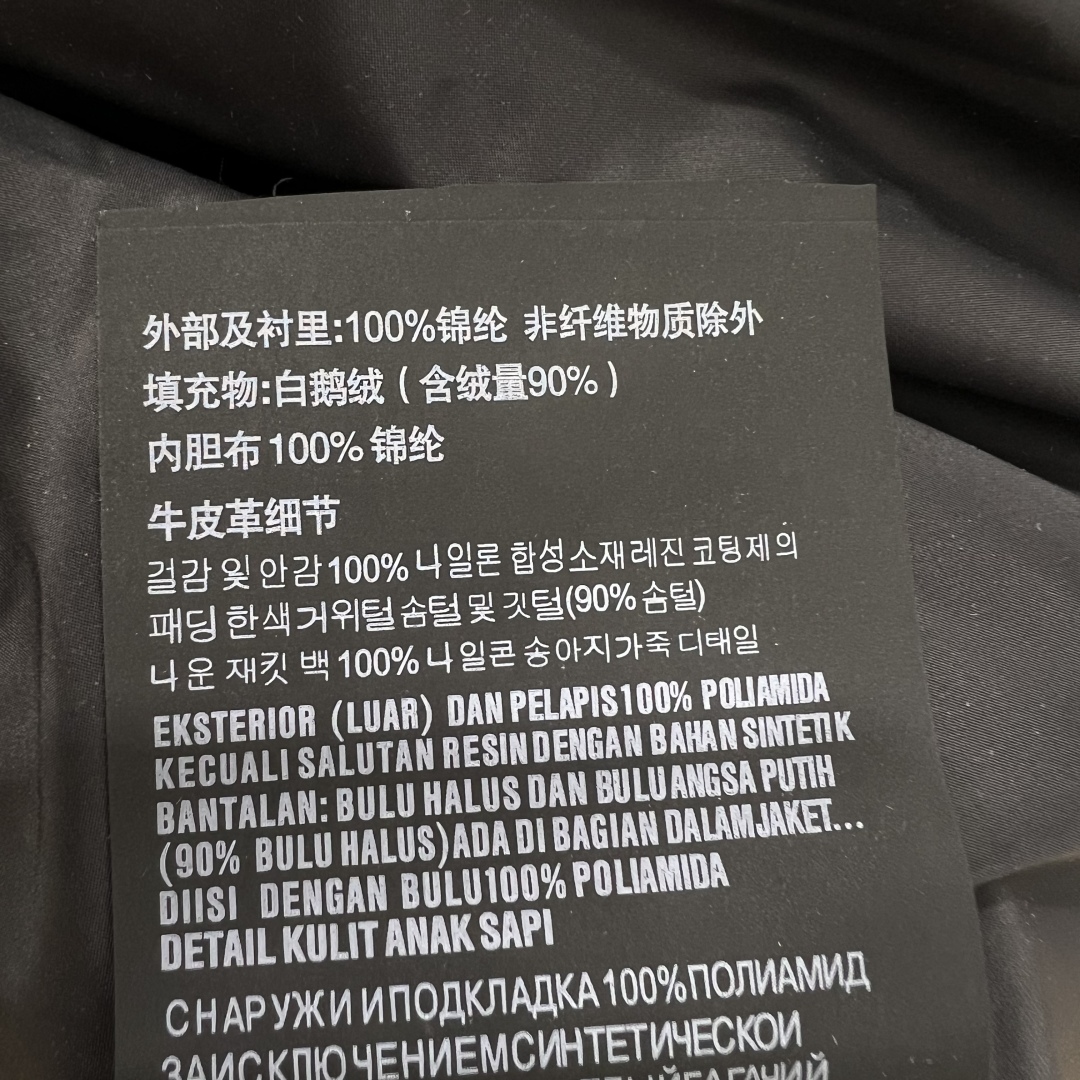 外部及衬里:100%锦纶 非纤维物质除外
填充物:白鹅绒 ( 含绒量90% )
内胆布 100% 锦纶
牛皮革细节
걸감 및 안감 100% 나일론 합성소재레진코팅제의
패딩 한색거위털솜털 및 깃털(90% 솜털)
나운 재킷 백 100% 나일콘 송아지가죽 디태일
EKSTERIOR (LUAR) DAN PELAPIS 100% POLIAMIDA
KECUALI SALUTAN RESIN DENGAN BAHAN SINTETIK
BANTALAN: BULU HALUS DAN BULU ANGSA PUTIH
(90% BULU HALUS) ADA DI BAGIAN DALAM JAKET...
DIISI DENGAN BULU 100% POLIAMIDA
DETAIL KULIT ANAK SAPI
СНАРУЖИ И ПОДКЛАДКА 100% ПОЛИАМИД
ЗА ИСКЛЮЧЕНИЕМ СИНТЕТИЧЕСКОЙ